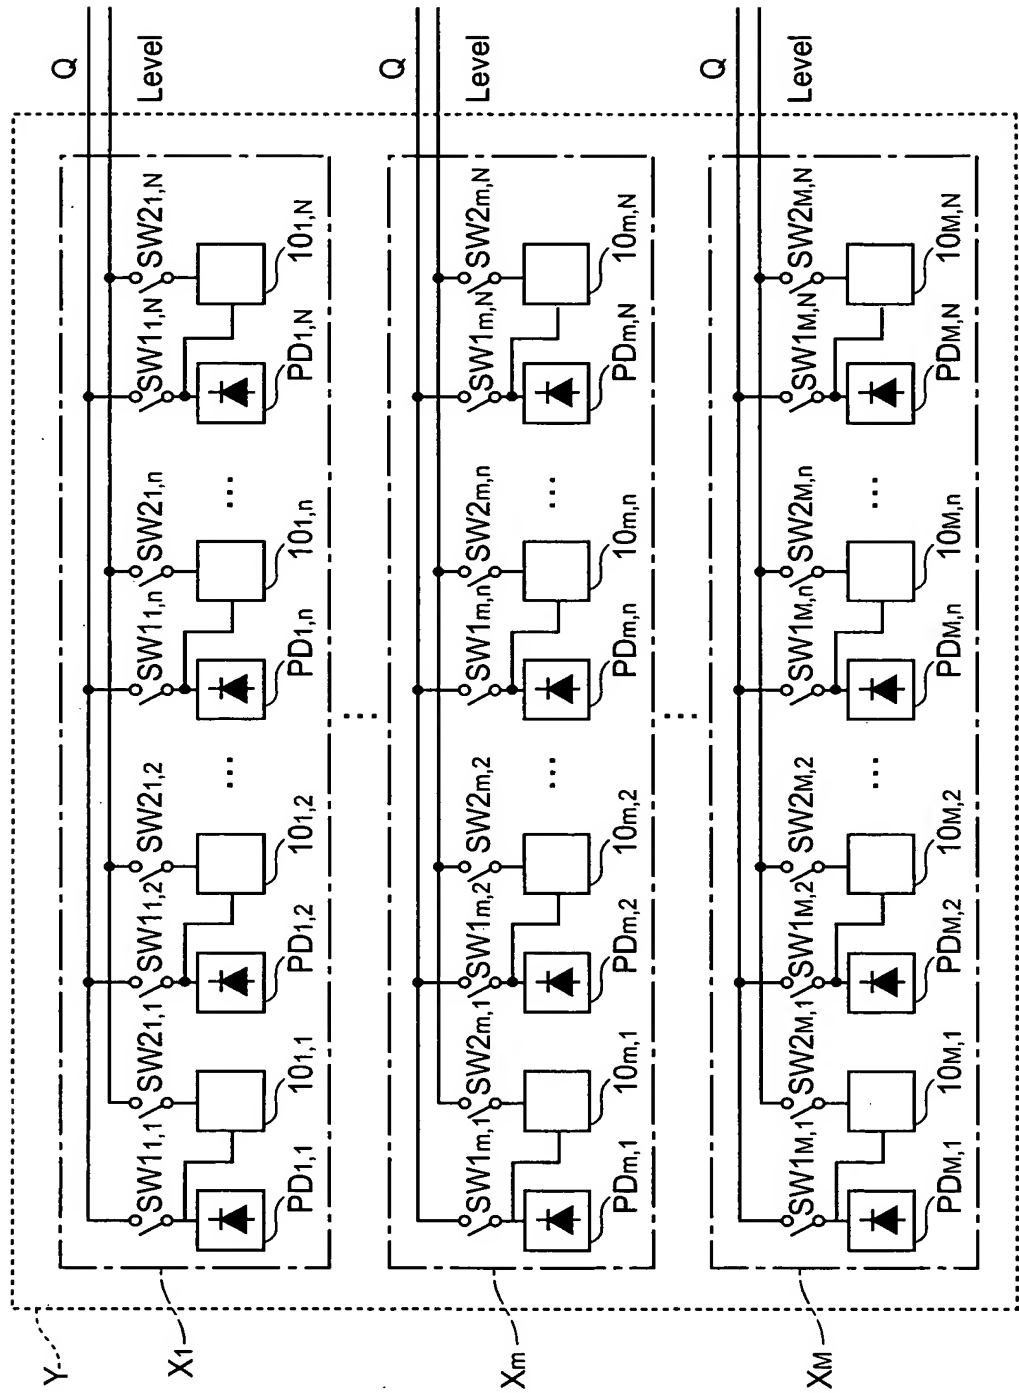 Y
X1
Q
Level
SW11,1
SW21,1
SW11,2
SW21,2
SW11,n
SW21,n
SW11,N
SW21,N
PD1,1
101,1
PD1,2
101,2
...
PD1,n
101,n
...
PD1,N
101,N
...
Xm
Q
Level
SW1m,1
SW2m,1
SW1m,2
SW2m,2
SW1m,n
SW2m,n
SW1m,N
SW2m,N
PDm,1
10m,1
PDm,2
10m,2
...
PDm,n
10m,n
...
PDm,N
10m,N
...
XM
Q
Level
SW1M,1
SW2M,1
SW1M,2
SW2M,2
SW1M,n
SW2M,n
SW1M,N
SW2M,N
PDM,1
10M,1
PDM,2
10M,2
...
PDM,n
10M,n
...
PDM,N
10M,N